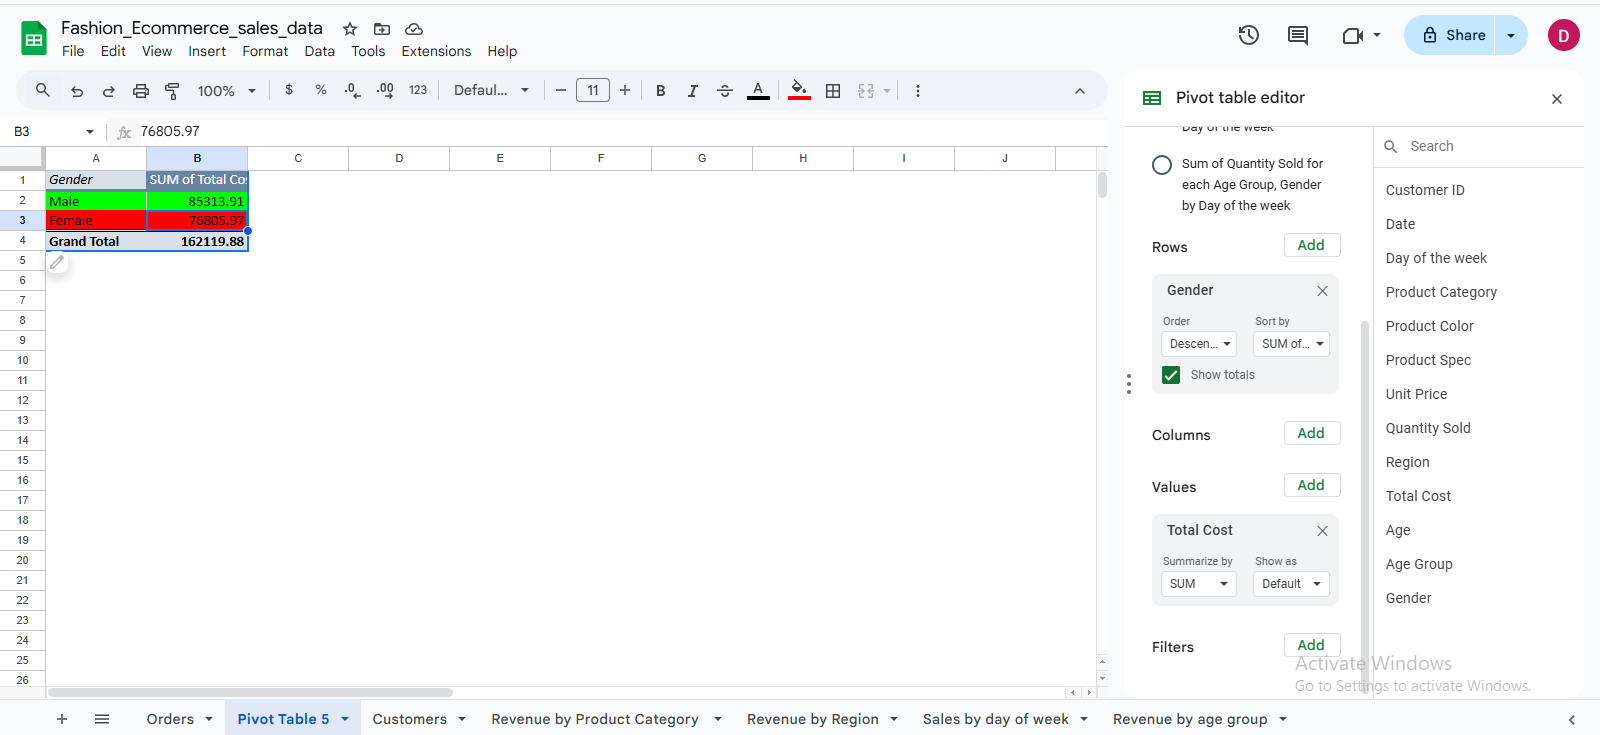 Fashion_Ecommerce_sales_data
File Edit View Insert Format Data Tools Extensions Help
Share
D
100% $ % .0 .00 123 Defaul... 11 B I A
B3 fx 76805.97
A B C D E F G H I J
1 Gender SUM of Total Co
2 Male 85313.91
3 Female 76805.97
4 Grand Total 162119.88
5
6
7
8
9
10
11
12
13
14
15
16
17
18
19
20
21
22
23
24
25
26
Pivot table editor
Day of the week
Sum of Quantity Sold for
each Age Group, Gender
by Day of the week
Rows Add
Gender
Order Sort by
Descen... SUM of...
Show totals
Columns Add
Values Add
Total Cost
Summarize by Show as
SUM Default
Filters Add
Search
Customer ID
Date
Day of the week
Product Category
Product Color
Product Spec
Unit Price
Quantity Sold
Region
Total Cost
Age
Age Group
Gender
Activate Windows
Go to Settings to activate Windows.
Orders Pivot Table 5 Customers Revenue by Product Category Revenue by Region Sales by day of week Revenue by age group